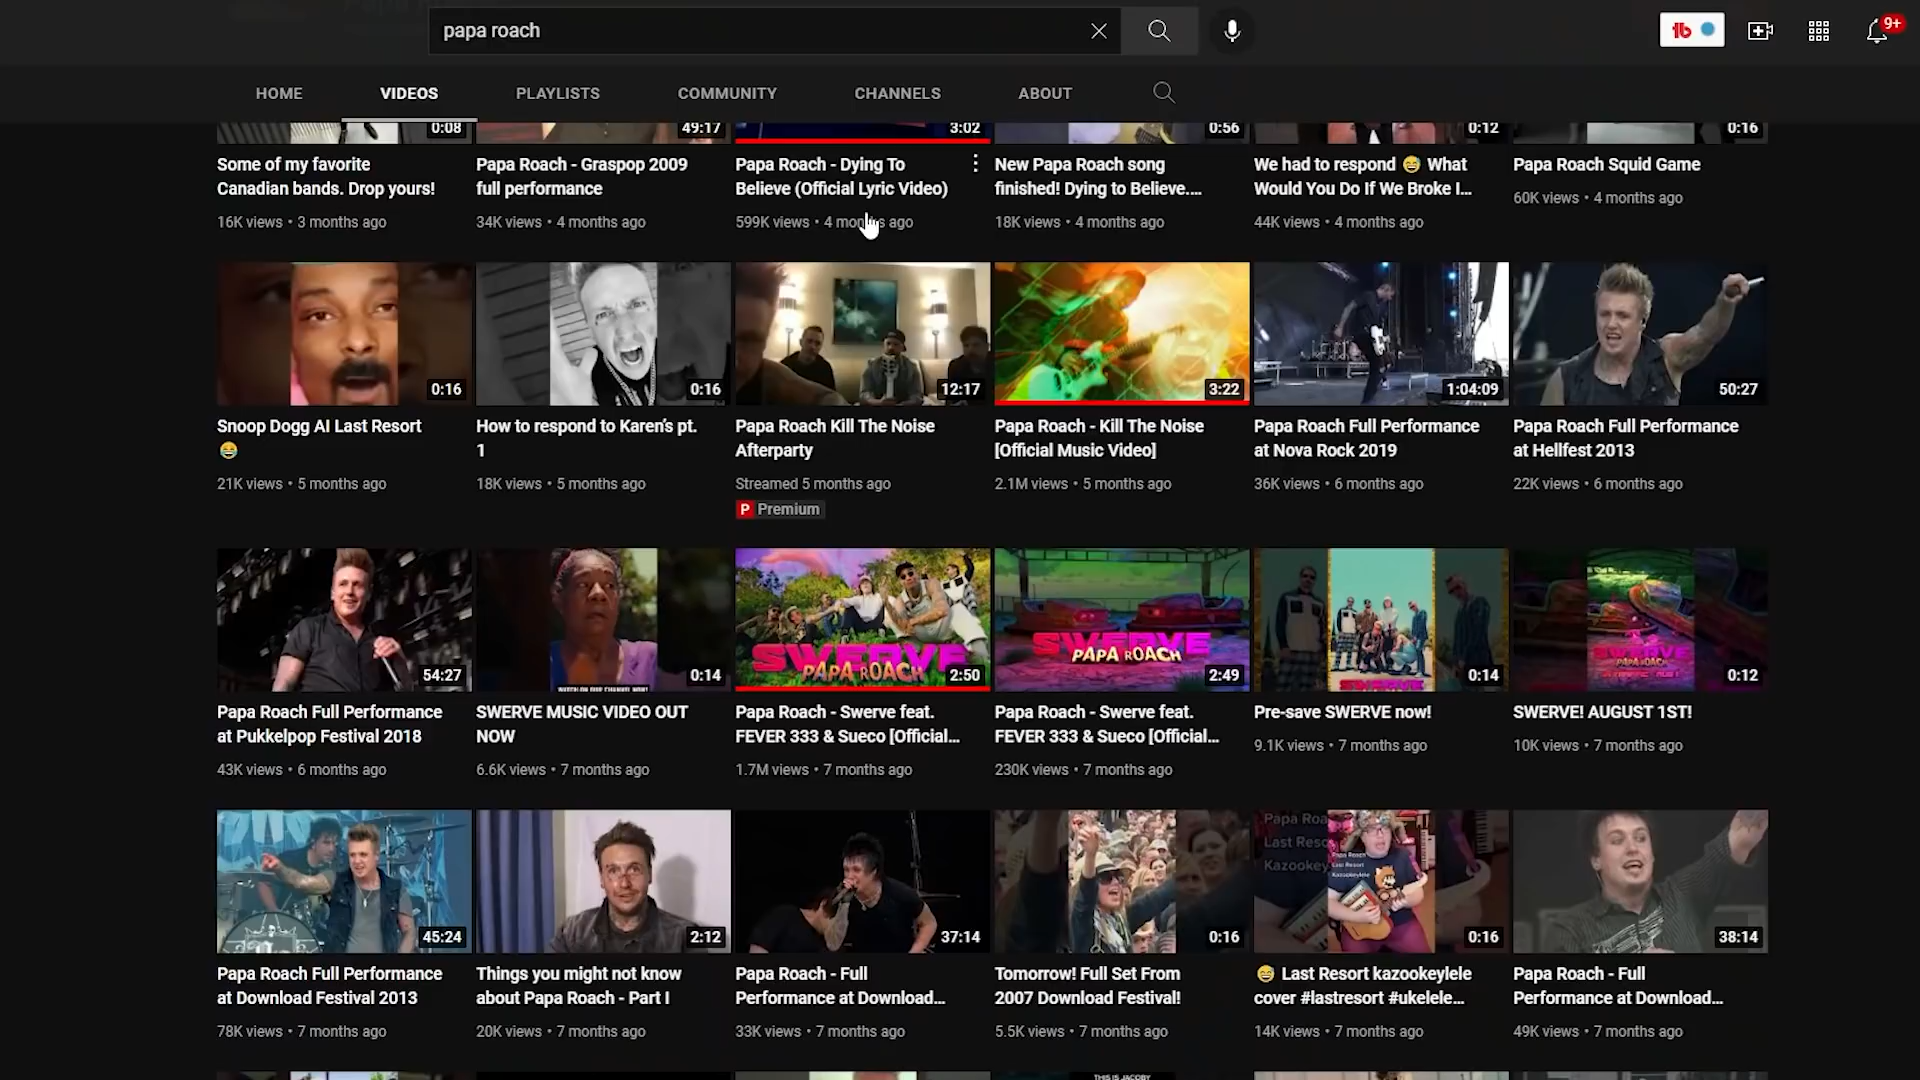 papa roach
9+
HOME VIDEOS PLAYLISTS COMMUNITY CHANNELS ABOUT
0:08 49:17 3:02 0:56 0:12 0:16
Some of my favorite
Canadian bands. Drop yours!
16K views • 3 months ago
Papa Roach - Graspop 2009
full performance
34K views • 4 months ago
Papa Roach - Dying To
Believe (Official Lyric Video)
599K views • 4 months ago
New Papa Roach song
finished! Dying to Believe....
18K views • 4 months ago
We had to respond 😅 What
Would You Do If We Broke I...
44K views • 4 months ago
Papa Roach Squid Game
60K views • 4 months ago
0:16
Snoop Dogg AI Last Resort
😂
21K views • 5 months ago
0:16
How to respond to Karen's pt.
1
18K views • 5 months ago
12:17
Papa Roach Kill The Noise
Afterparty
Streamed 5 months ago
P Premium
3:22
Papa Roach - Kill The Noise
[Official Music Video]
2.1M views • 5 months ago
1:04:09
Papa Roach Full Performance
at Nova Rock 2019
36K views • 6 months ago
50:27
Papa Roach Full Performance
at Hellfest 2013
22K views • 6 months ago
54:27
Papa Roach Full Performance
at Pukkelpop Festival 2018
43K views • 6 months ago
0:14
SWERVE MUSIC VIDEO OUT
NOW
6.6K views • 7 months ago
SWERVE
PAPA ROACH
2:50
Papa Roach - Swerve feat.
FEVER 333 & Sueco [Official...
1.7M views • 7 months ago
SWERVE
PAPA ROACH
2:49
Papa Roach - Swerve feat.
FEVER 333 & Sueco [Official...
230K views • 7 months ago
SWERVE
0:14
Pre-save SWERVE now!
9.1K views • 7 months ago
SWERVE
PAPA ROACH
0:12
SWERVE! AUGUST 1ST!
10K views • 7 months ago
45:24
Papa Roach Full Performance
at Download Festival 2013
78K views • 7 months ago
2:12
Things you might not know
about Papa Roach - Part I
20K views • 7 months ago
37:14
Papa Roach - Full
Performance at Download...
33K views • 7 months ago
0:16
Tomorrow! Full Set From
2007 Download Festival!
5.5K views • 7 months ago
Papa Roa
Last Reso
Kazookey
Papa Roach
Last Resort
Kazookeylele
0:16
😅 Last Resort kazookeylele
cover #lastresort #ukelele...
14K views • 7 months ago
38:14
Papa Roach - Full
Performance at Download...
49K views • 7 months ago
THIS IS JACOBY